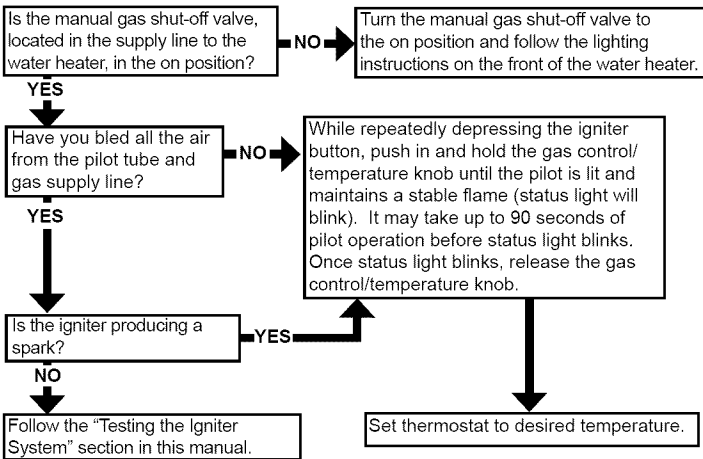 Is the manual gas shut-off valve,
located in the supply line to the
water heater, in the on position?
NO
Turn the manual gas shut-off valve to
the on position and follow the lighting
instructions on the front of the water heater.
YES
Have you bled all the air
from the pilot tube and
gas supply line?
NO
While repeatedly depressing the igniter
button, push in and hold the gas control/
temperature knob until the pilot is lit and
maintains a stable flame (status light will
blink).  It may take up to 90 seconds of
pilot operation before status light blinks.
Once status light blinks, release the gas
control/temperature knob.
YES
Is the igniter producing a
spark?
YES
NO
Follow the “Testing the Igniter
System” section in this manual.
Set thermostat to desired temperature.